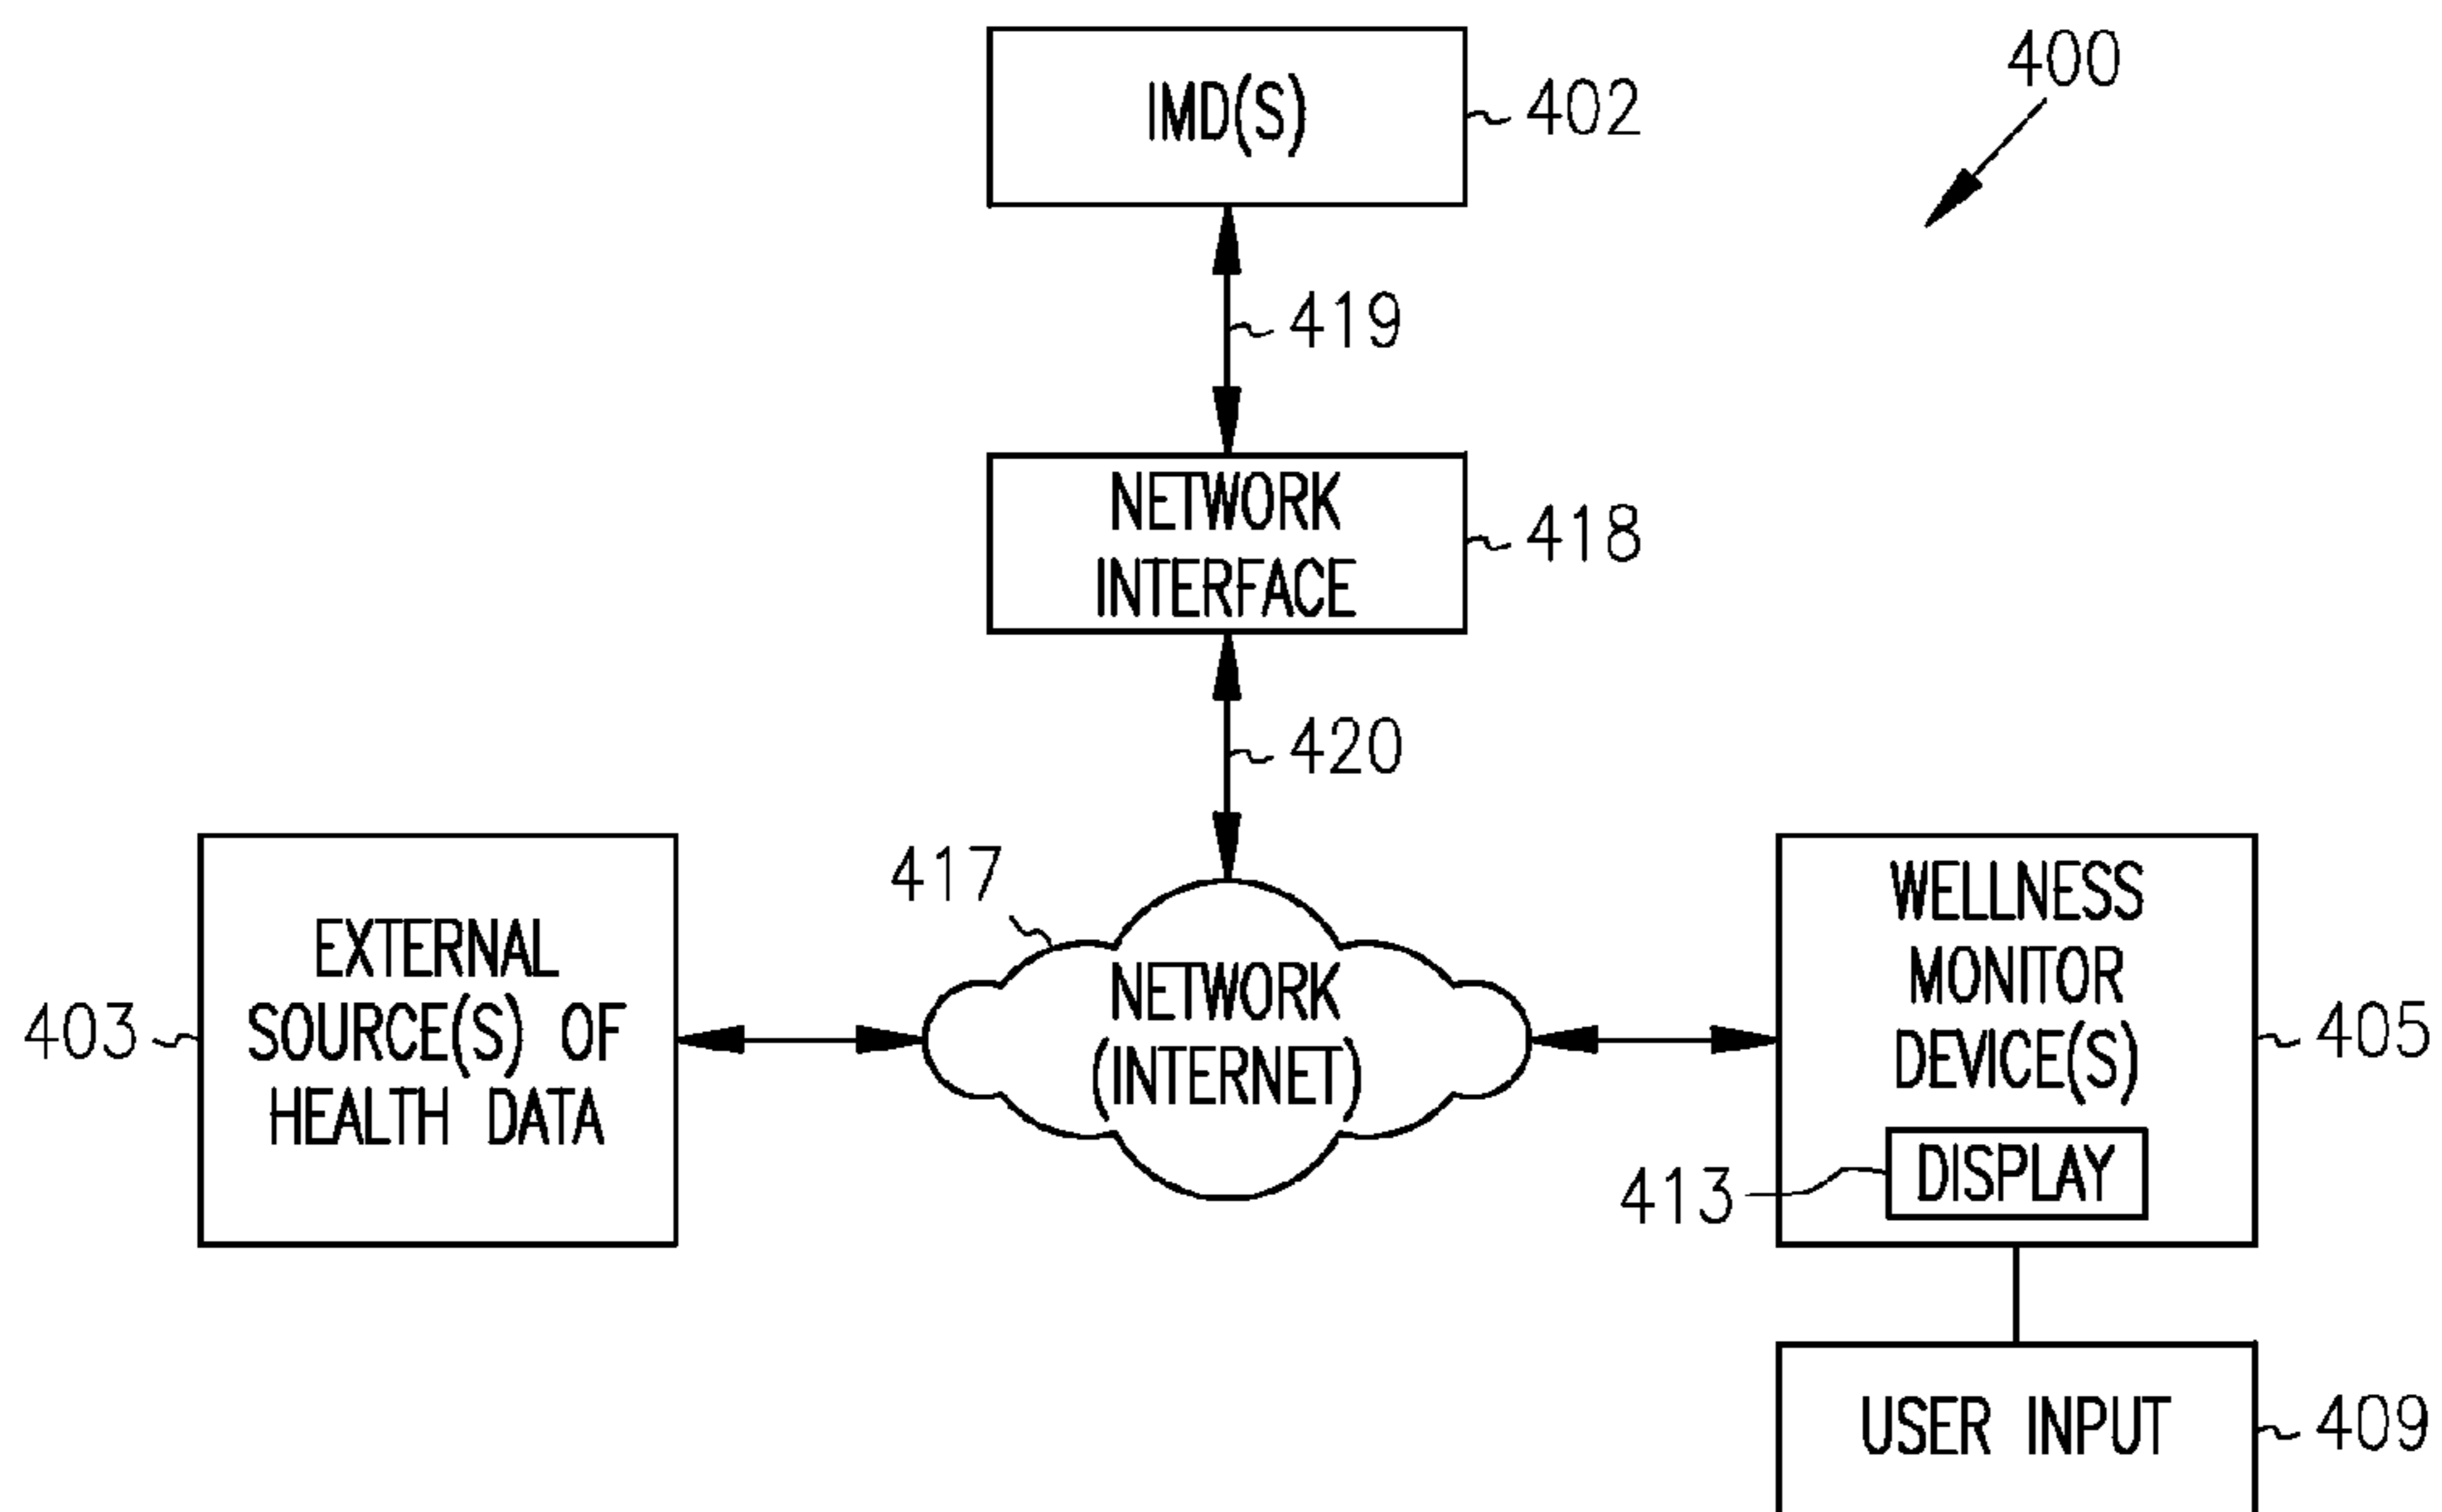 400
IMD(S)
402
419
NETWORK
INTERFACE
418
420
417
EXTERNAL
SOURCE(S) OF
HEALTH DATA
403
NETWORK
(INTERNET)
WELLNESS
MONITOR
DEVICE(S)
405
DISPLAY
413
USER INPUT
409